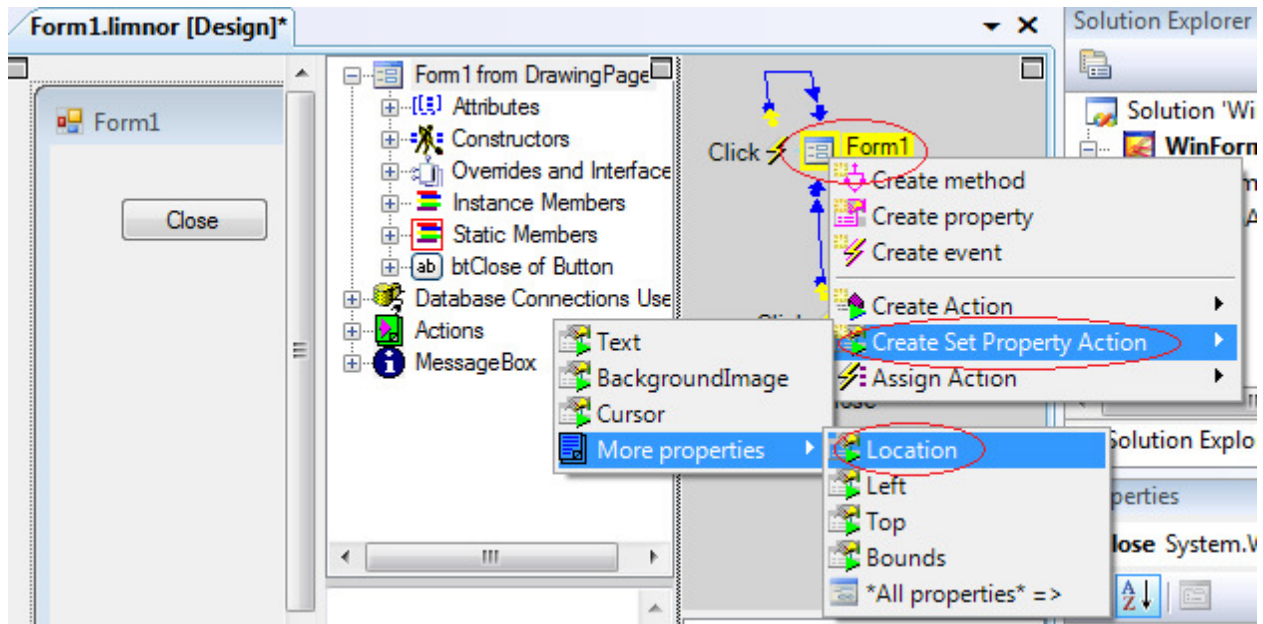 Form1.limnor [Design]*
Form1
Close
Form1 from DrawingPage
Attributes
Constructors
Overrides and Interface
Instance Members
Static Members
btClose of Button
Database Connections Use
Actions
MessageBox
Click
Form1
Create method
Create property
Create event
Create Action
Create Set Property Action
Assign Action
Text
BackgroundImage
Cursor
More properties
Location
Left
Top
Bounds
*All properties* =>
Solution Explorer
Solution 'Wi
WinForm
Solution Explo
perties
lose System.W